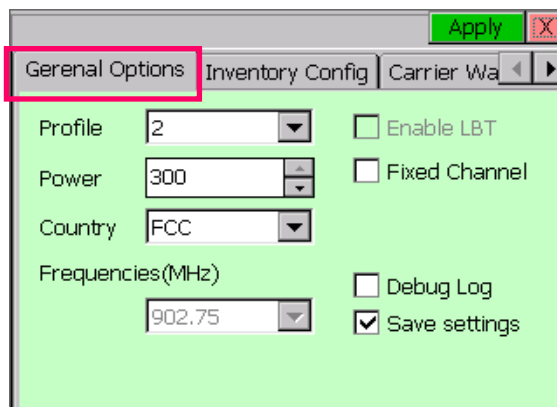 Apply X
Gerenal Options Inventory Config Carrier Wa
Profile 2 Enable LBT
Power 300 Fixed Channel
Country FCC
Frequencies(MHz)
Debug Log
902.75 Save settings